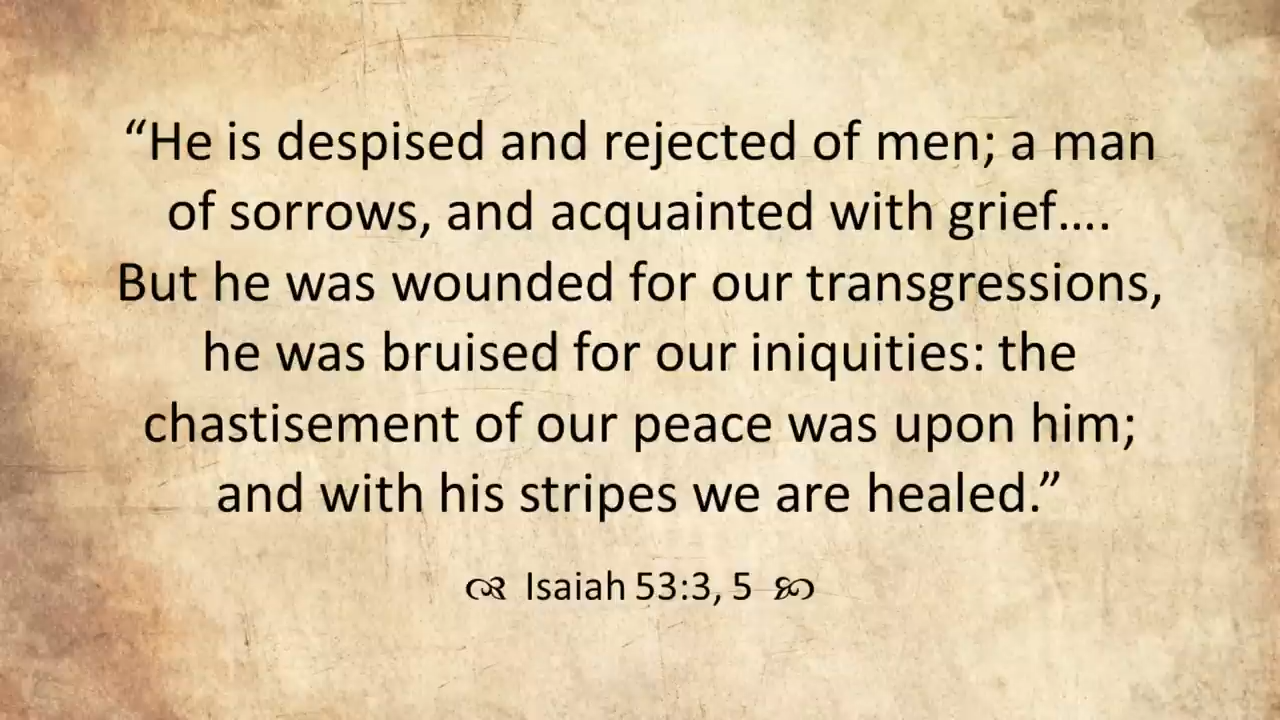 “He is despised and rejected of men; a man
of sorrows, and acquainted with grief....
But he was wounded for our transgressions,
he was bruised for our iniquities: the
chastisement of our peace was upon him;
and with his stripes we are healed.”
Isaiah 53:3, 5